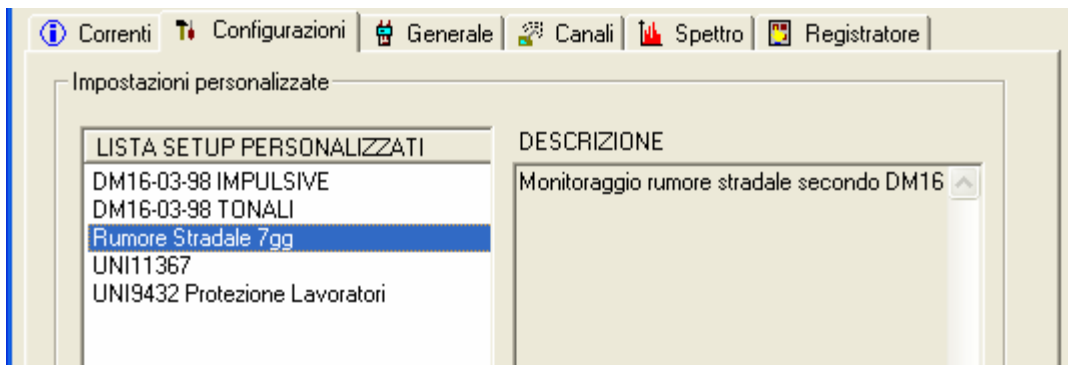 Correnti Configurazioni Generale Canali Spettro Registratore
Impostazioni personalizzate
LISTA SETUP PERSONALIZZATI
DM16-03-98 IMPULSIVE
DM16-03-98 TONALI
Rumore Stradale 7gg
UNI11367
UNI9432 Protezione Lavoratori
DESCRIZIONE
Monitoraggio rumore stradale secondo DM16